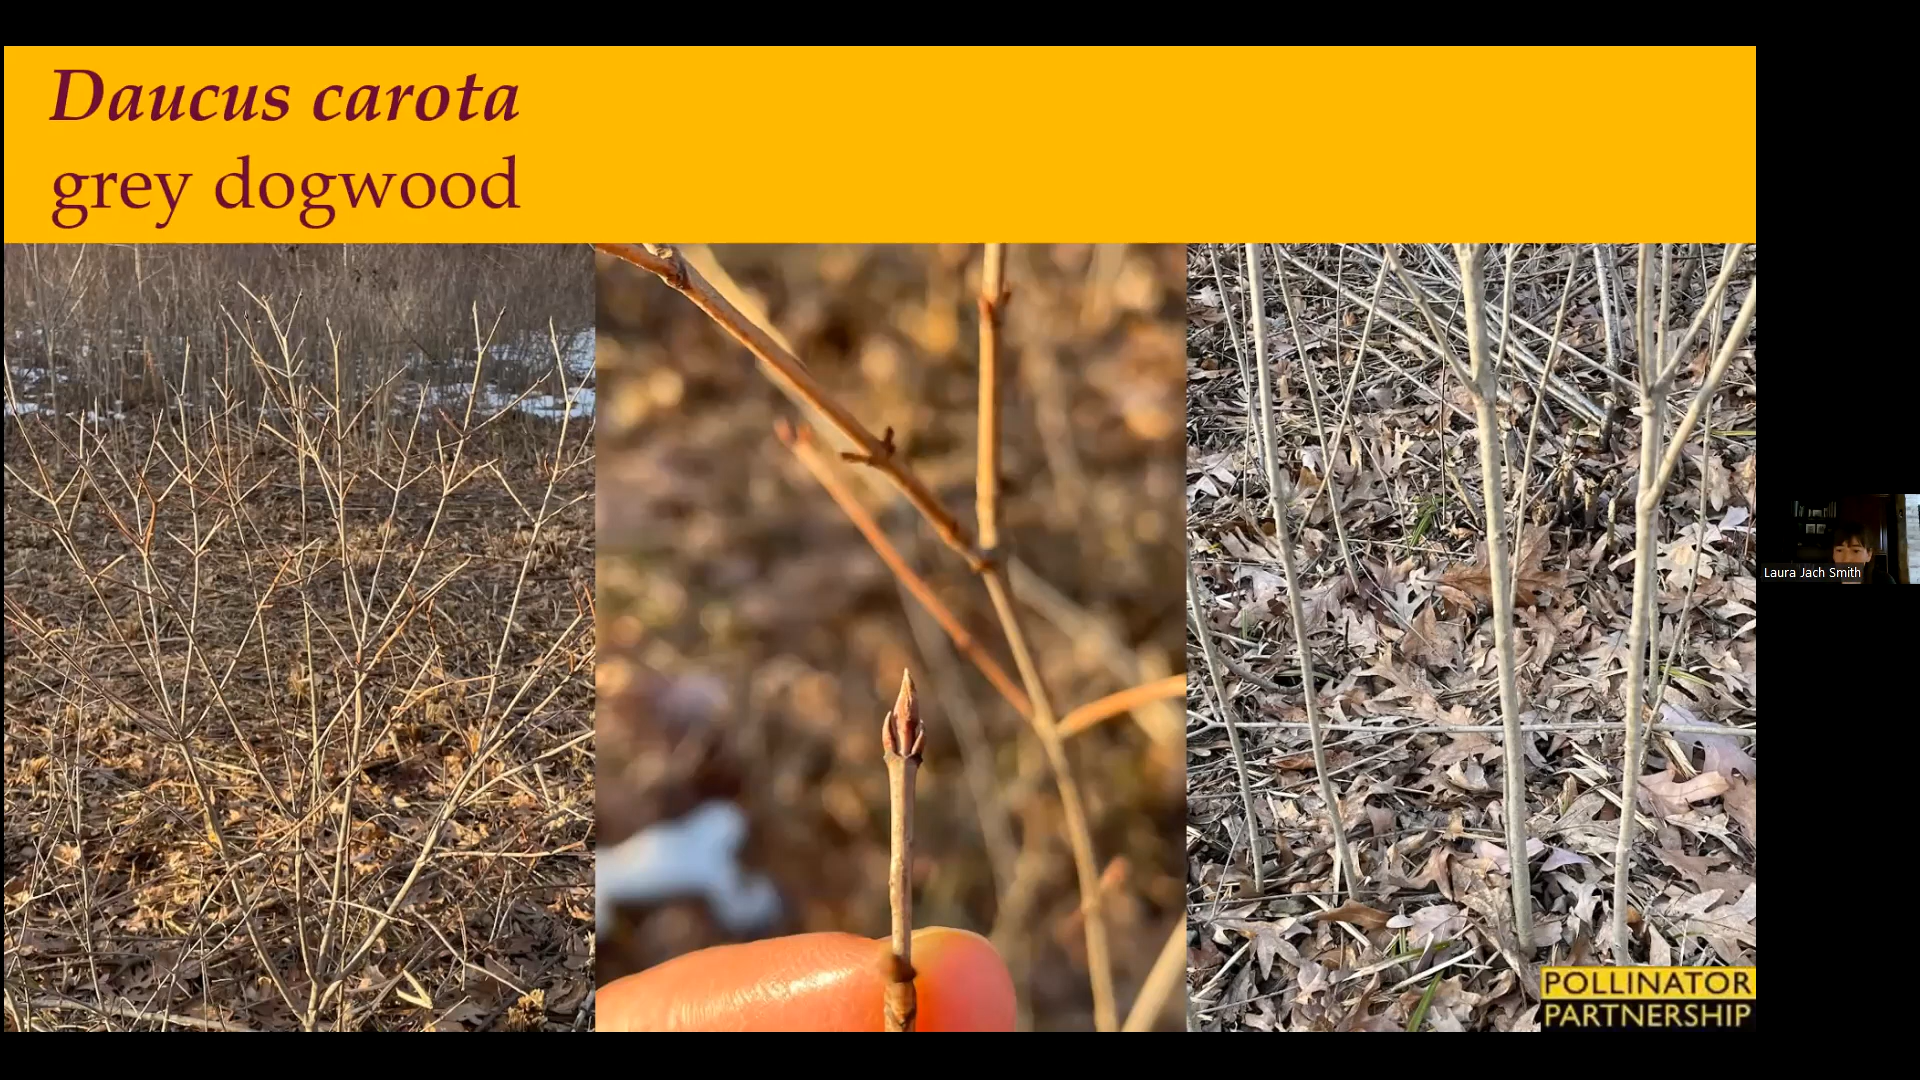 Daucus carota
grey dogwood
Laura Jach Smith
POLLINATOR
PARTNERSHIP